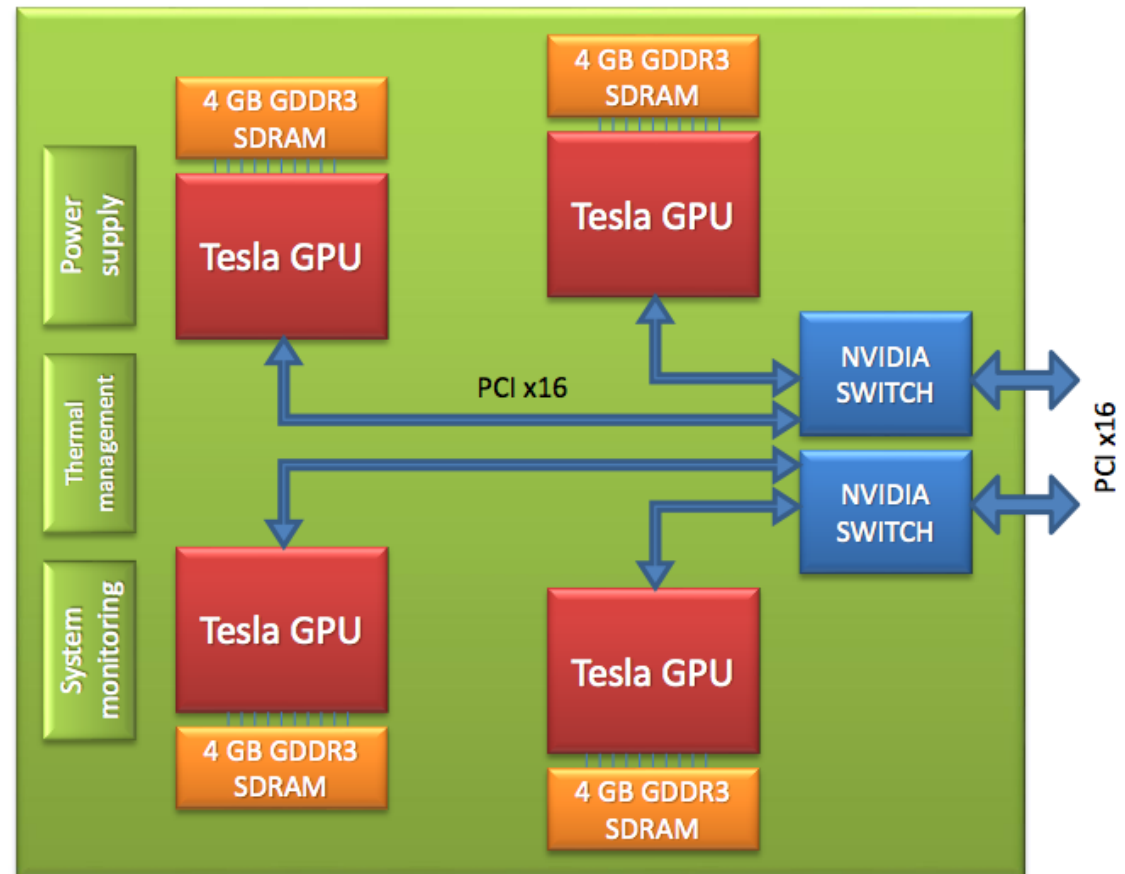 4 GB GDDR3
SDRAM
Tesla GPU
4 GB GDDR3
SDRAM
Tesla GPU
Power
supply
Thermal
management
System
monitoring
PCI x16
NVIDIA
SWITCH
NVIDIA
SWITCH
PCI x16
Tesla GPU
4 GB GDDR3
SDRAM
Tesla GPU
4 GB GDDR3
SDRAM